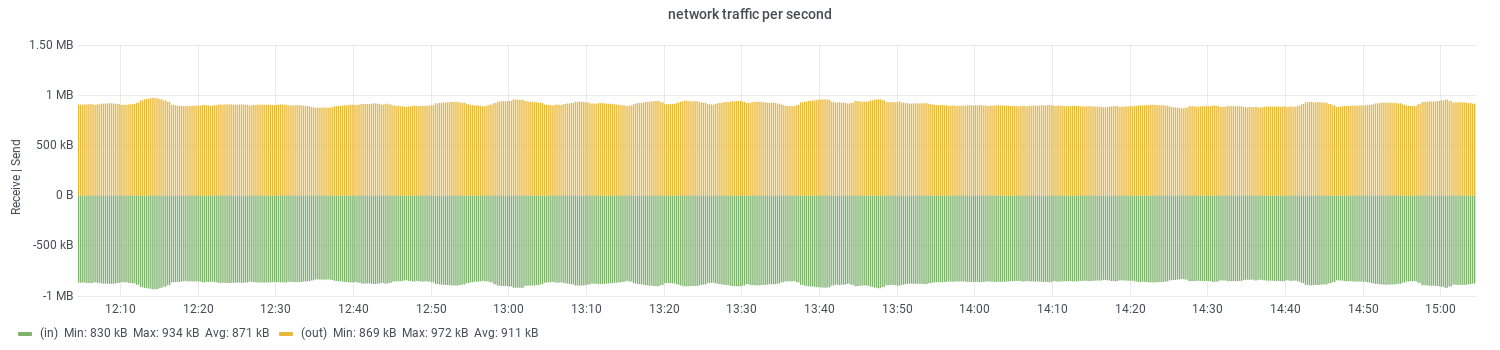 network traffic per second
1.50 MB
1 MB
500 kB
0 B
-500 kB
-1 MB
Receive | Send
12:10 12:20 12:30 12:40 12:50 13:00 13:10 13:20 13:30 13:40 13:50 14:00 14:10 14:20 14:30 14:40 14:50 15:00
(in) Min: 830 kB Max: 934 kB Avg: 871 kB (out) Min: 869 kB Max: 972 kB Avg: 911 kB